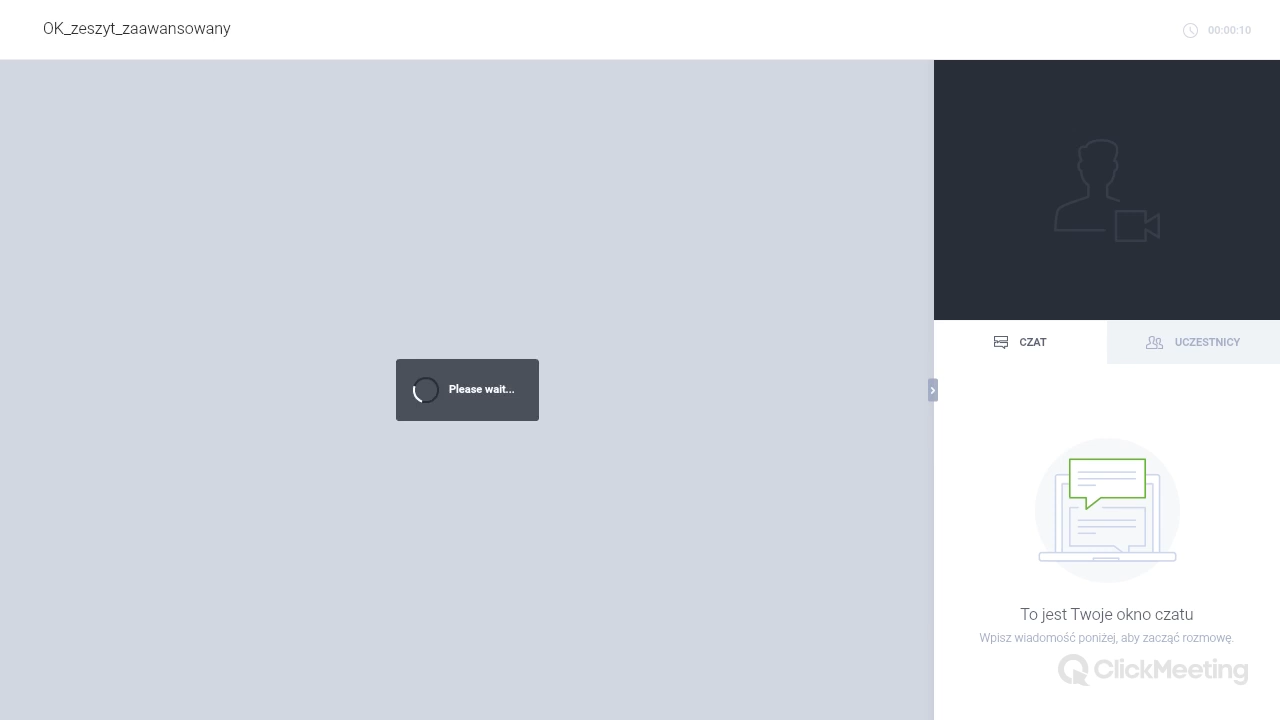 OK_zeszyt_zaawansowany
00:00:10
Please wait...
CZAT
UCZESTNICY
To jest Twoje okno czatu
Wpisz wiadomość poniżej, aby zacząć rozmowę.
ClickMeeting